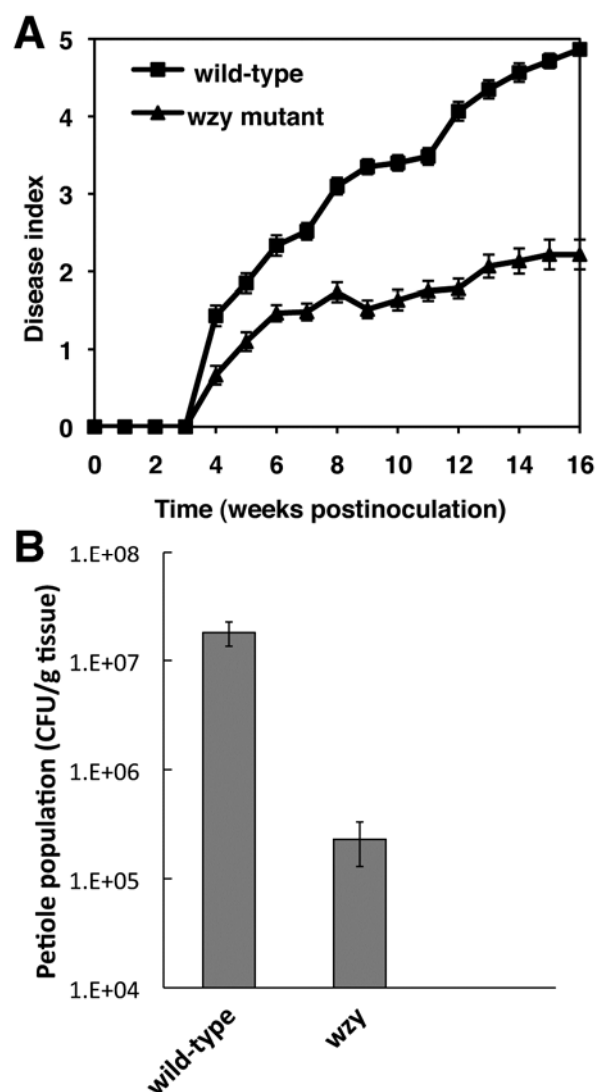 A
5
wild-type
wzy mutant
4
3
2
1
0
Disease index
0 2 4 6 8 10 12 14 16
Time (weeks postinoculation)
B
1.E+08
1.E+07
1.E+06
1.E+05
1.E+04
Petiole population (CFU/g tissue)
wild-type
wzy